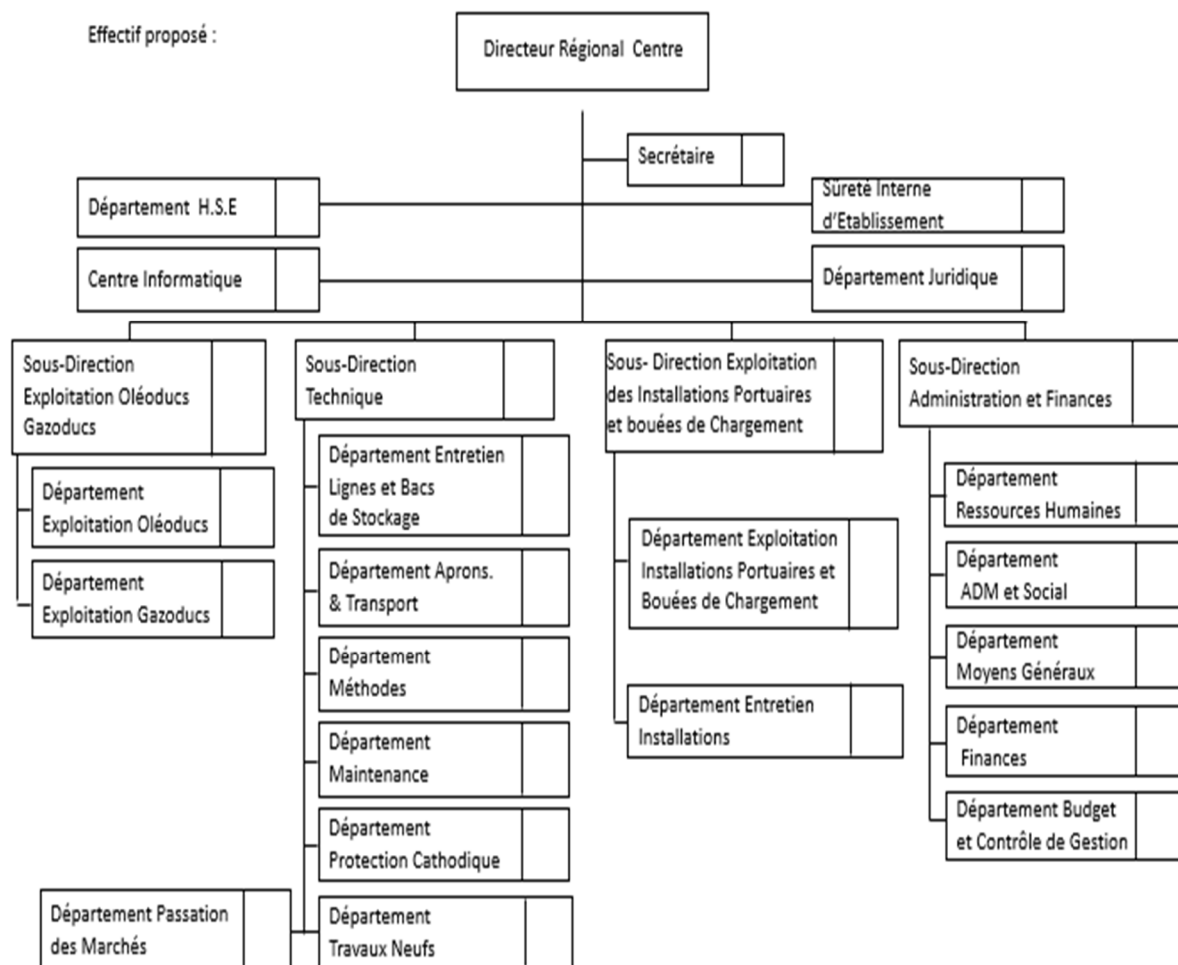 Effectif proposé :
Directeur Régional  Centre
Secrétaire
Département  H.S.E
Sûreté Interne
d'Etablissement
Centre Informatique
Département Juridique
Sous-Direction
Exploitation Oléoducs
Gazoducs
Département
Exploitation Oléoducs
Département
Exploitation Gazoducs
Sous-Direction
Technique
Département Entretien
Lignes et Bacs
de Stockage
Département Aprons.
& Transport
Département
Méthodes
Département
Maintenance
Département
Protection Cathodique
Département
Travaux Neufs
Département Passation
des Marchés
Sous- Direction Exploitation
des Installations Portuaires
et bouées de Chargement
Département Exploitation
Installations Portuaires et
Bouées de Chargement
Département Entretien
Installations
Sous-Direction
Administration et Finances
Département
Ressources Humaines
Département
ADM et Social
Département
Moyens Généraux
Département
Finances
Département Budget
et Contrôle de Gestion